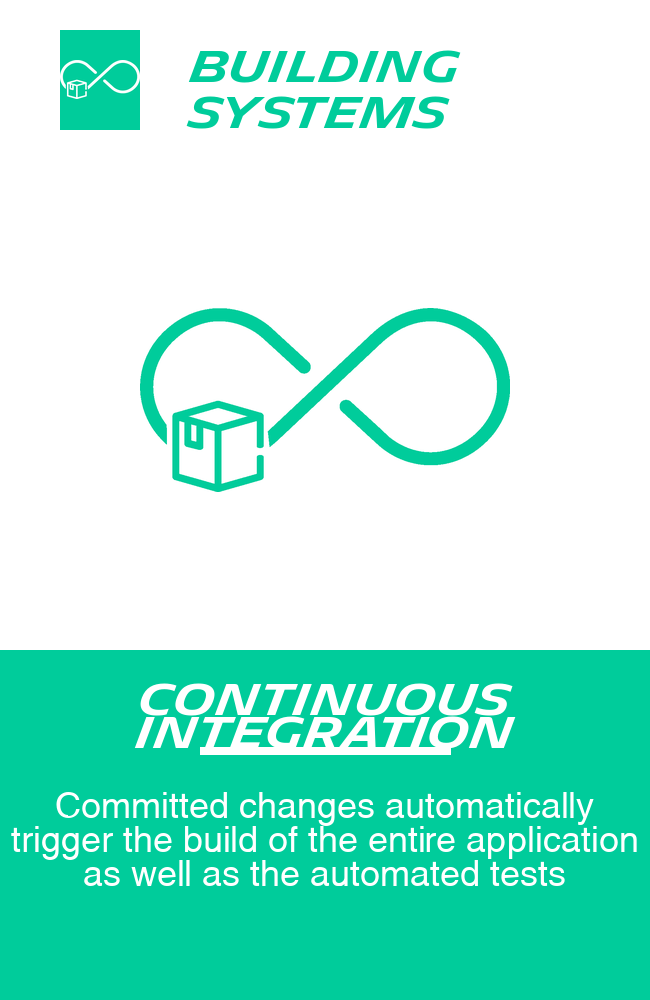 BUILDING
SYSTEMS
CONTINUOUS
INTEGRATION
Committed changes automatically
trigger the build of the entire application
as well as the automated tests